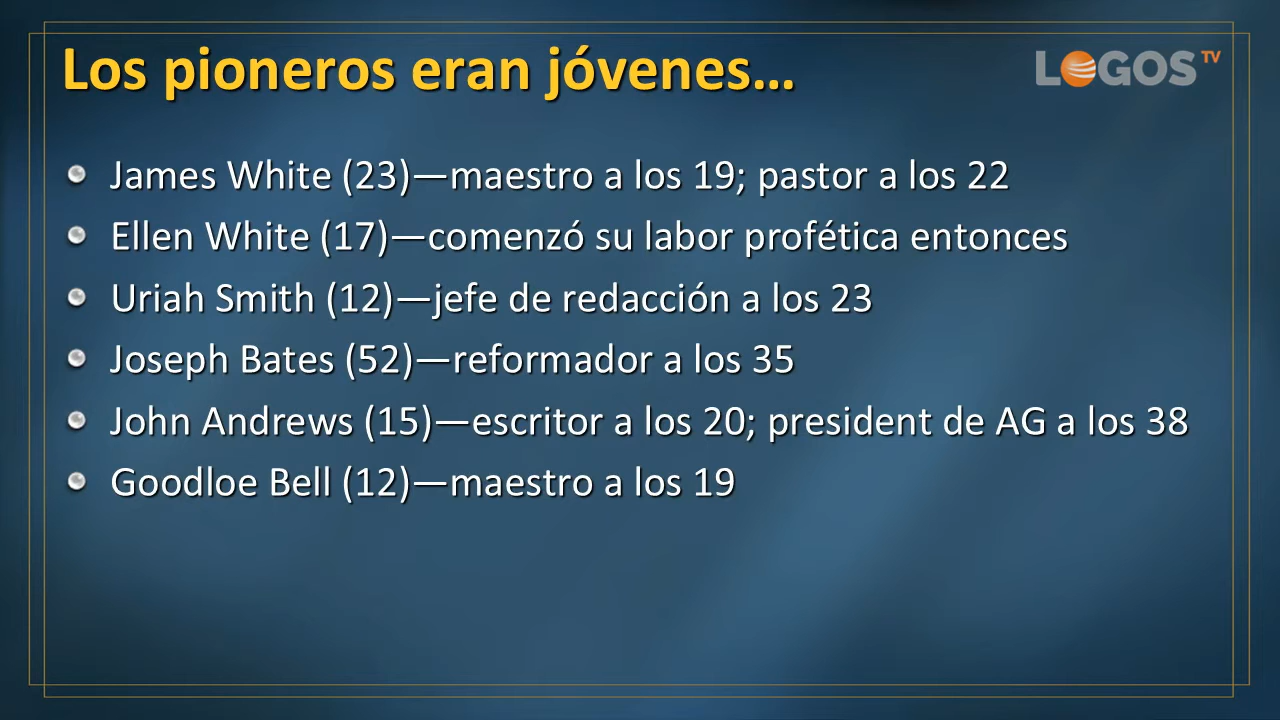 Los pioneros eran jóvenes...
LOGOS TV
James White (23)—maestro a los 19; pastor a los 22
Ellen White (17)—comenzó su labor profética entonces
Uriah Smith (12)—jefe de redacción a los 23
Joseph Bates (52)—reformador a los 35
John Andrews (15)—escritor a los 20; president de AG a los 38
Goodloe Bell (12)—maestro a los 19